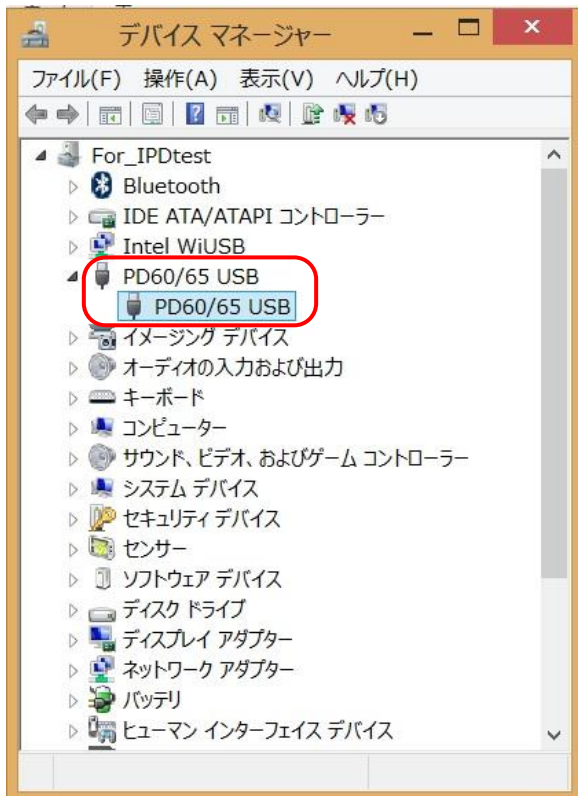 デバイス マネージャー
ファイル(F) 操作(A) 表示(V) ヘルプ(H)
For_IPDtest
Bluetooth
IDE ATA/ATAPI コントローラー
Intel WiUSB
PD60/65 USB
PD60/65 USB
イメージング デバイス
オーディオの入力および出力
キーボード
コンピューター
サウンド、ビデオ、およびゲーム コントローラー
システム デバイス
セキュリティ デバイス
センサー
ソフトウェア デバイス
ディスク ドライブ
ディスプレイ アダプター
ネットワーク アダプター
バッテリ
ヒューマン インターフェイス デバイス